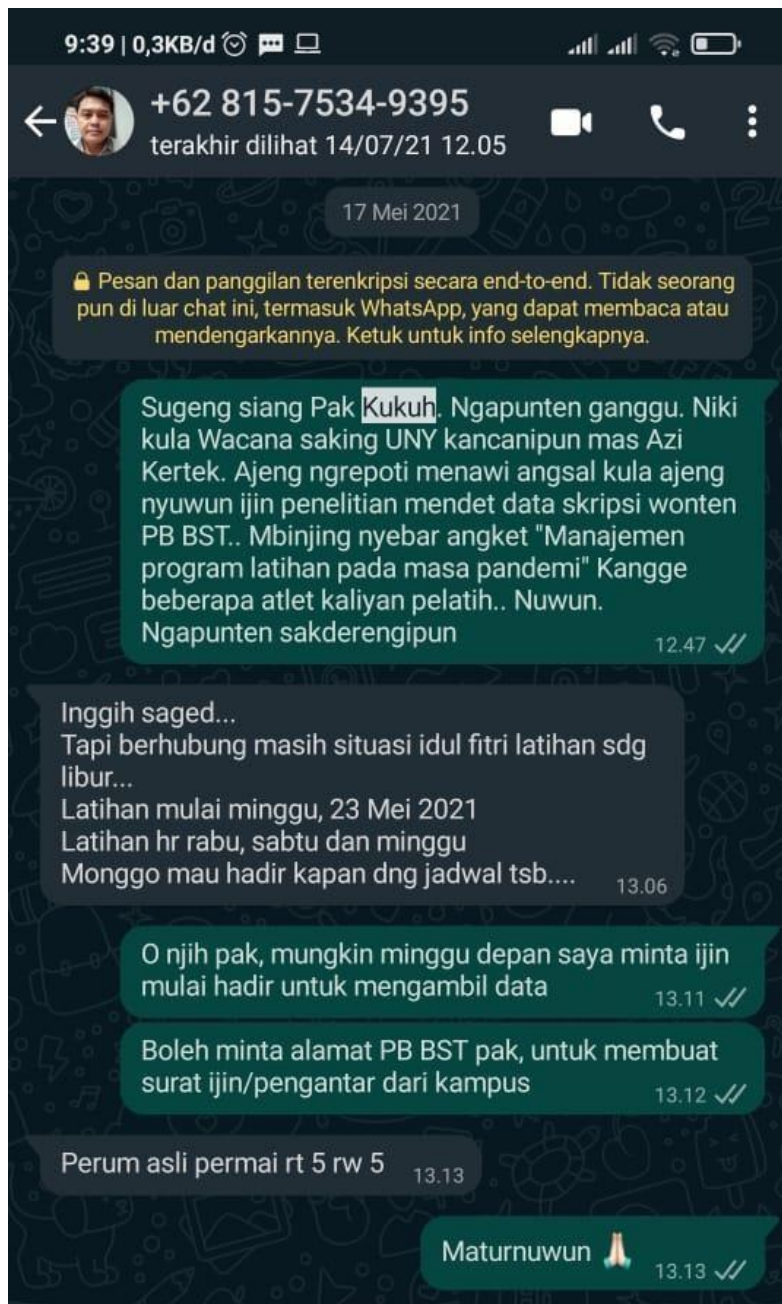 9:39 | 0,3KB/d
+62 815-7534-9395
terakhir dilihat 14/07/21 12.05
17 Mei 2021
Pesan dan panggilan terenkripsi secara end-to-end. Tidak seorang
pun di luar chat ini, termasuk WhatsApp, yang dapat membaca atau
mendengarkannya. Ketuk untuk info selengkapnya.
Sugeng siang Pak Kukuh. Ngapunten ganggu. Niki
kula Wacana saking UNY kancanipun mas Azi
Kertek. Ajeng ngrepoti menawi angsal kula ajeng
nyuwun ijin penelitian mendet data skripsi wonten
PB BST.. Mbinjing nyebar angket "Manajemen
program latihan pada masa pandemi" Kangge
beberapa atlet kaliyan pelatih.. Nuwun.
Ngapunten sakderengipun
12.47
Inggih saged...
Tapi berhubung masih situasi idul fitri latihan sdg
libur...
Latihan mulai minggu, 23 Mei 2021
Latihan hr rabu, sabtu dan minggu
Monggo mau hadir kapan dng jadwal tsb....
13.06
O njih pak, mungkin minggu depan saya minta ijin
mulai hadir untuk mengambil data
13.11
Boleh minta alamat PB BST pak, untuk membuat
surat ijin/pengantar dari kampus
13.12
Perum asli permai rt 5 rw 5
13.13
Maturnuwun 🙏🏻
13.13